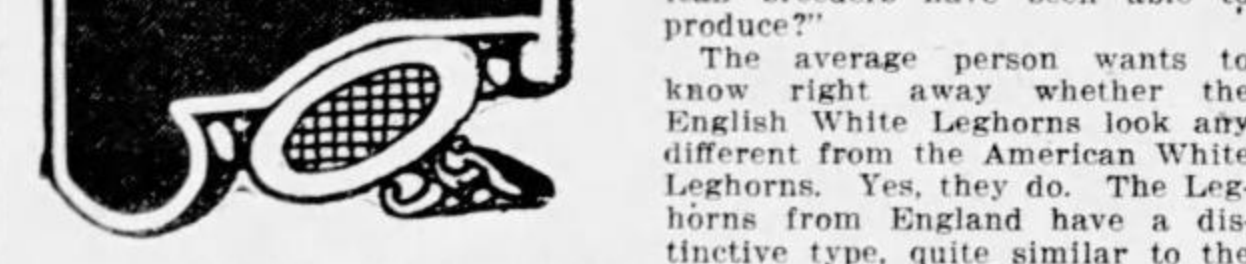 produce?"
The average person wants to
know right away whether the
English White Leghorns look any
different from the American White
Leghorns. Yes, they do. The Leg-
horns from England have a dis-
tinctive type, quite similar to the